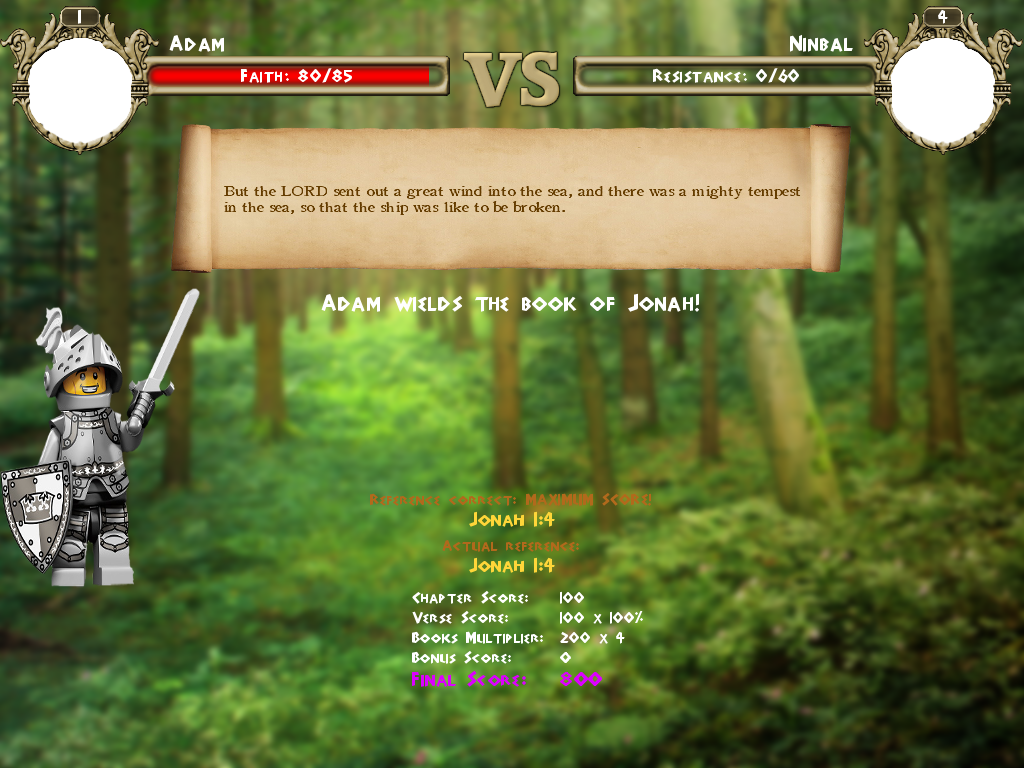 1
4
Adam
Ninbal
Faith: 80/85
VS
Resistance: 0/60
But the LORD sent out a great wind into the sea, and there was a mighty tempest
in the sea, so that the ship was like to be broken.
Adam wields the book of Jonah!
Reference correct: Maximum Score!
Jonah 1:4
Actual reference:
Jonah 1:4
Chapter Score: 100
Verse Score: 100 x 100%
Books Multiplier: 200 x 4
Bonus Score: 0
Final Score: 800